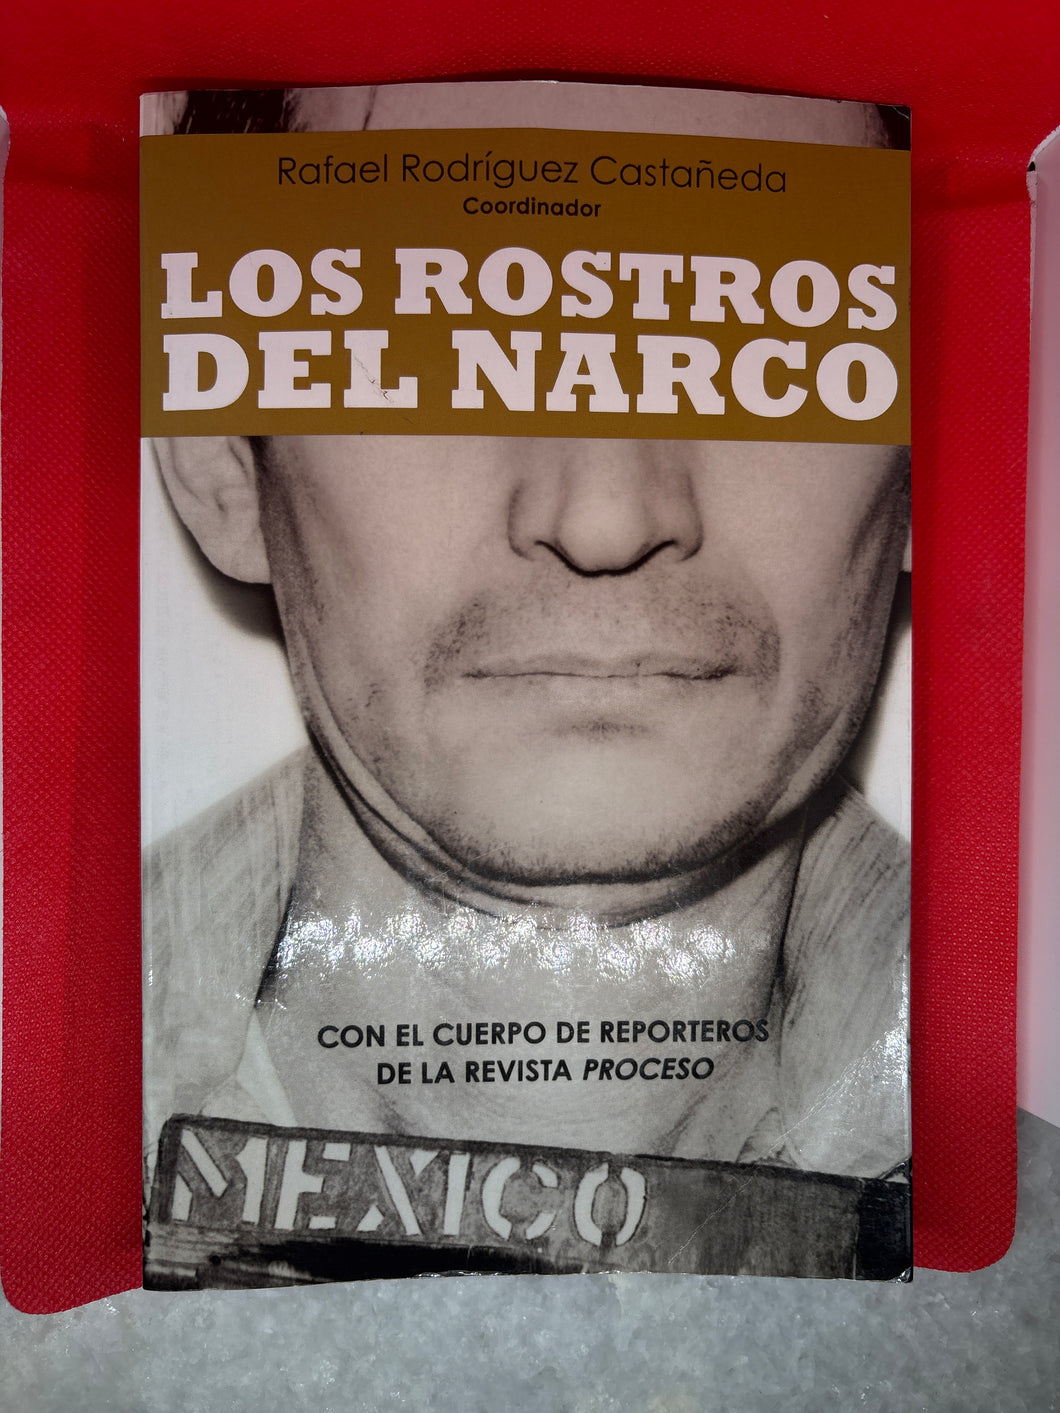 Rafael Rodríguez Castañeda
Coordinador
LOS ROSTROS
DEL NARCO
CON EL CUERPO DE REPORTEROS
DE LA REVISTA PROCESO
MEXICO